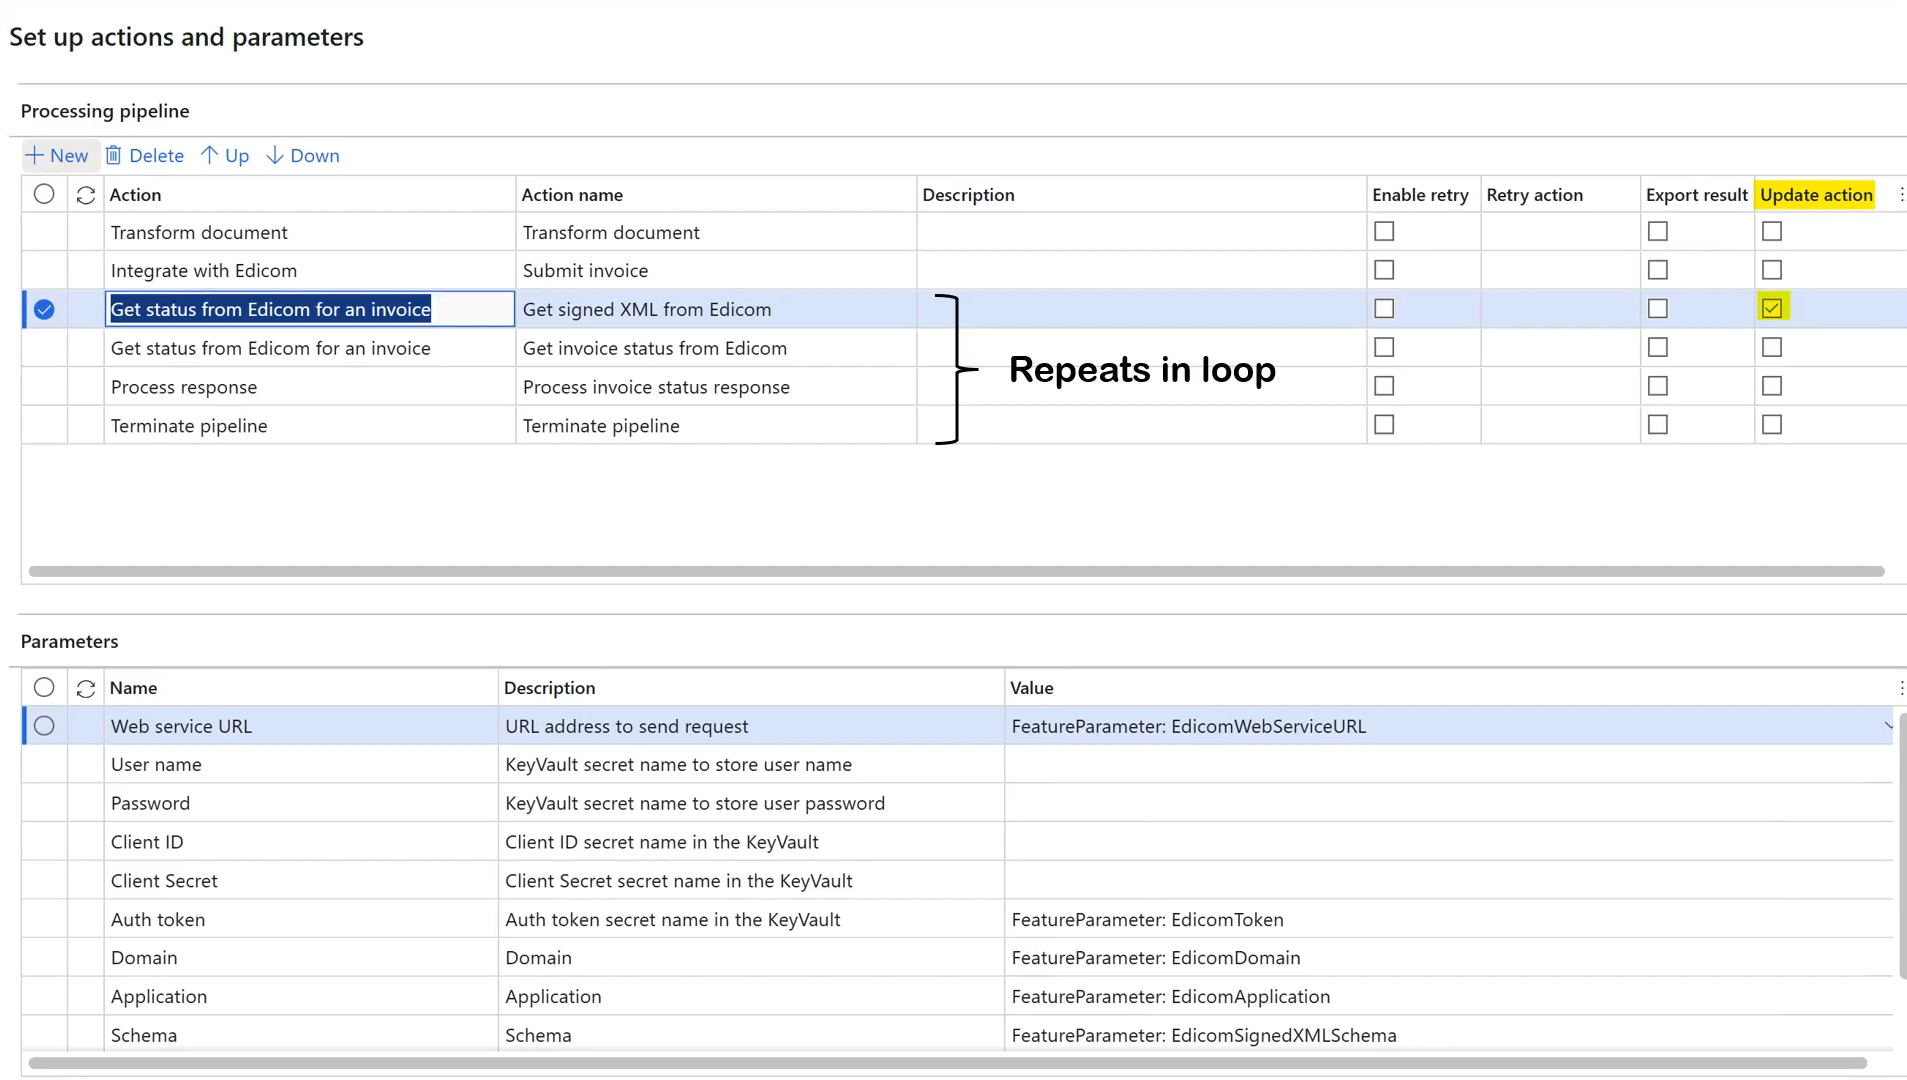 Set up actions and parameters
Processing pipeline
New Delete Up Down
Action Action name Description Enable retry Retry action Export result Update action
Transform document Transform document
Integrate with Edicom Submit invoice
Get status from Edicom for an invoice Get signed XML from Edicom
Get status from Edicom for an invoice Get invoice status from Edicom
Repeats in loop
Process response Process invoice status response
Terminate pipeline Terminate pipeline
Parameters
Name Description Value
Web service URL URL address to send request FeatureParameter: EdicomWebServiceURL
User name KeyVault secret name to store user name
Password KeyVault secret name to store user password
Client ID Client ID secret name in the KeyVault
Client Secret Client Secret secret name in the KeyVault
Auth token Auth token secret name in the KeyVault FeatureParameter: EdicomToken
Domain Domain FeatureParameter: EdicomDomain
Application Application FeatureParameter: EdicomApplication
Schema Schema FeatureParameter: EdicomSignedXMLSchema